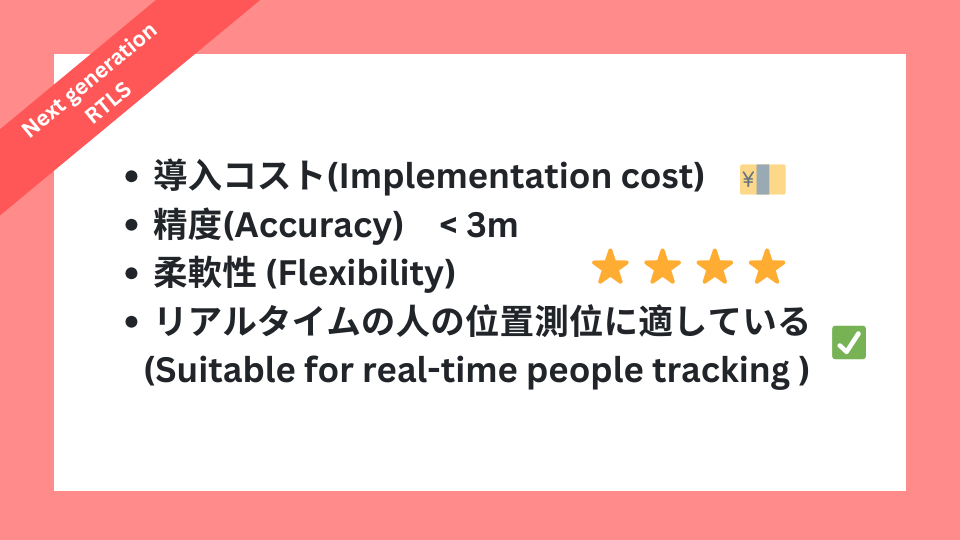 Next generation
RTLS
• 導入コスト(Implementation cost) 💴
• 精度(Accuracy) < 3m
• 柔軟性 (Flexibility)
• リアルタイムの人の位置測位に適している
(Suitable for real-time people tracking )